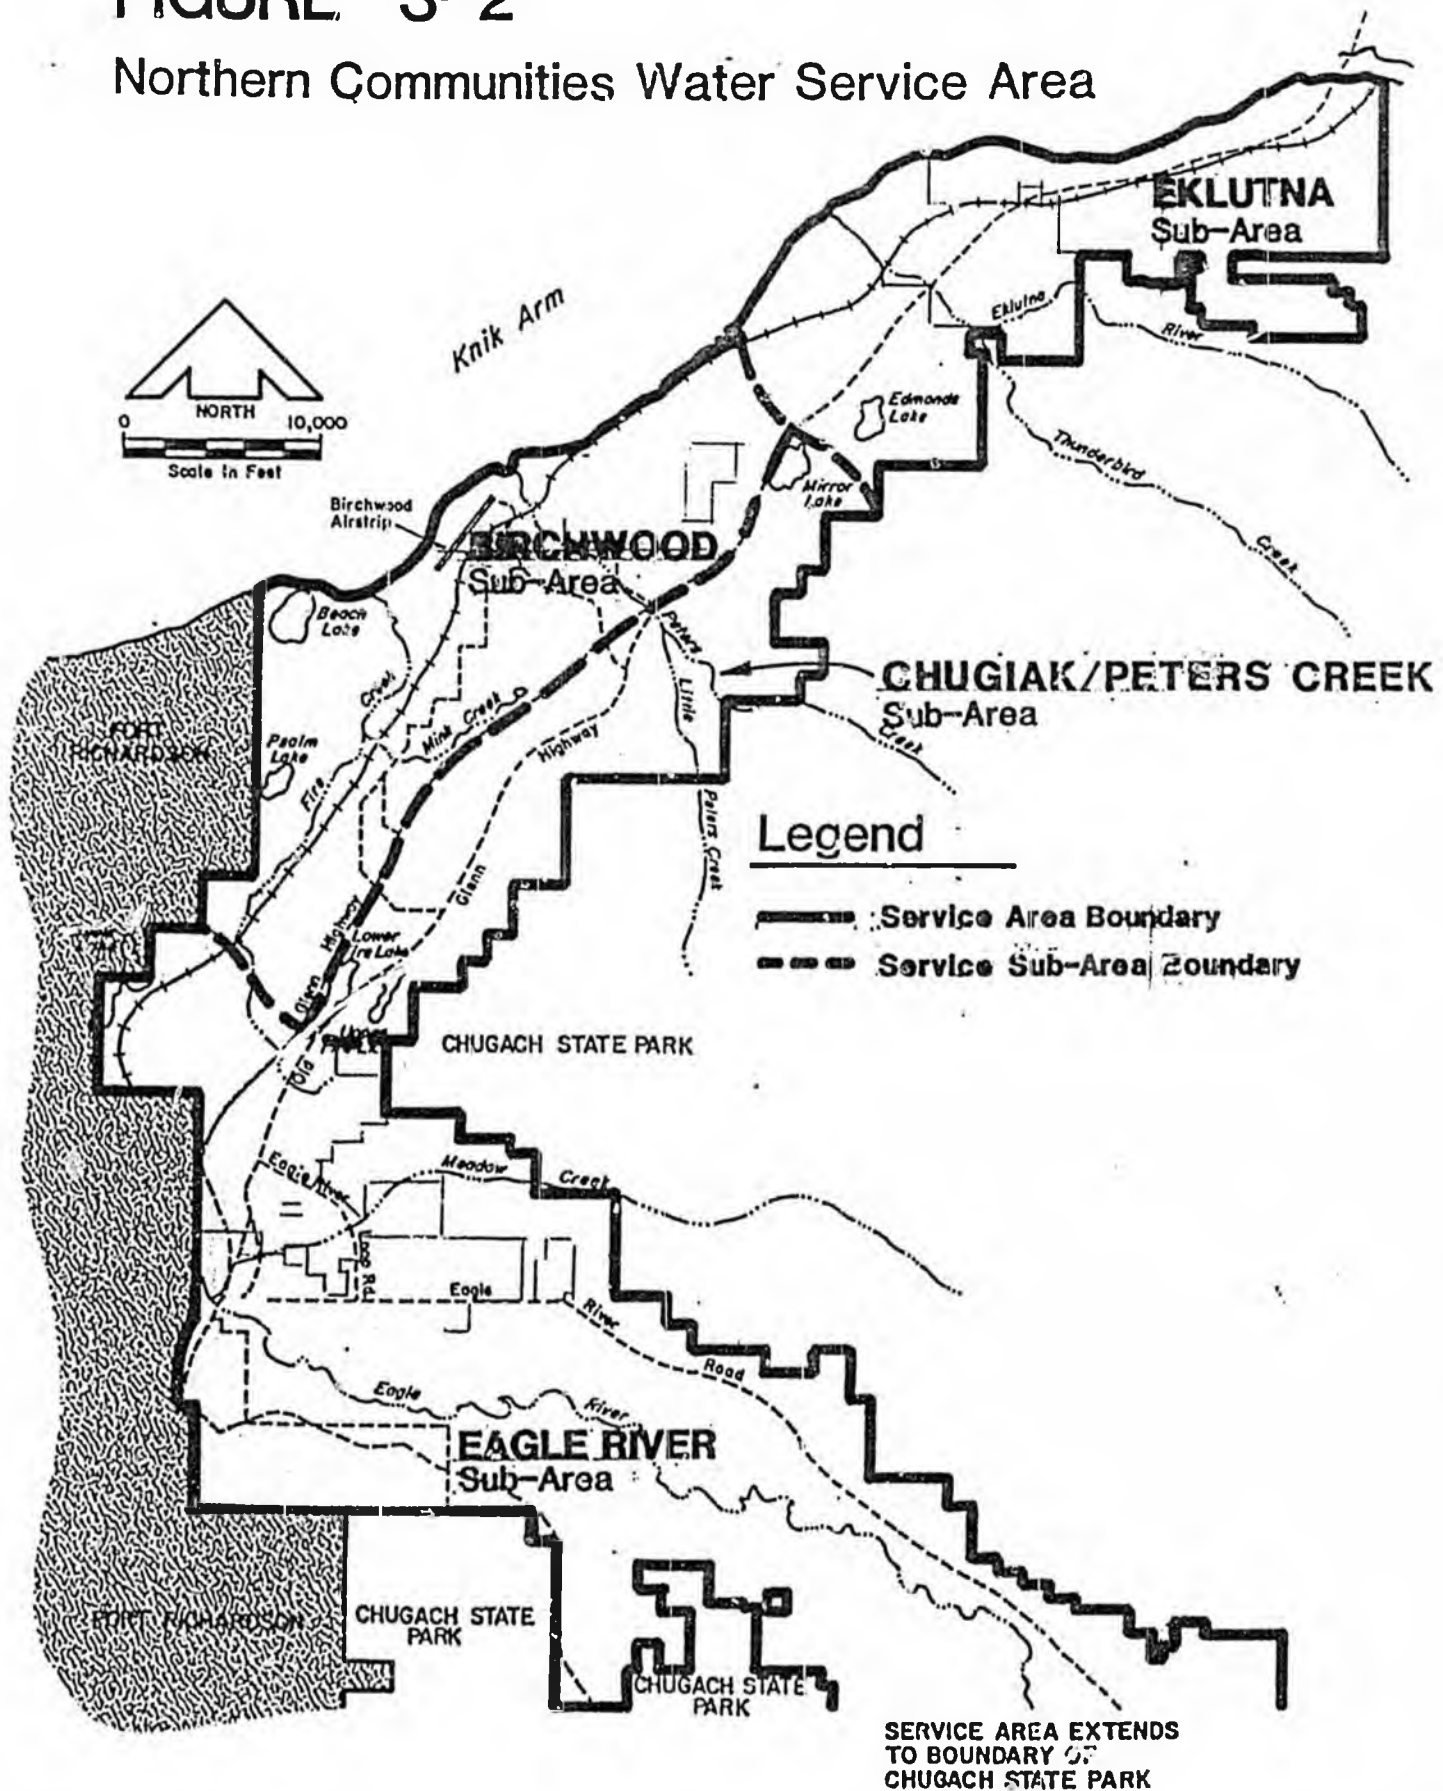 FIGURE S-2
Northern Communities Water Service Area
EKLUTNA
Sub-Area
Knik Arm
Eklutna
River
0
NORTH
10,000
Scale in Feet
Edmonds
Lake
Thunderbird
Creek
Mirror
Lake
Birchwood
Airstrip
BIRCHWOOD
Sub-Area
Beach
Lake
Peters
Creek
CHUGIAK/PETERS CREEK
Sub-Area
Little
Peters Creek
Creek
Mink Creek
Highway
FORT
RICHARDSON
Psalm
Lake
Fire
Glenn
Legend
Service Area Boundary
Service Sub-Area Boundary
Highway
Lower
Fire Lake
Glenn
Upper
Old
CHUGACH STATE PARK
Eagle River
Loop Rd.
Meadow
Creek
Eagle
River
Road
Eagle
River
EAGLE RIVER
Sub-Area
FORT RICHARDSON
CHUGACH STATE
PARK
CHUGACH STATE
PARK
SERVICE AREA EXTENDS
TO BOUNDARY OF
CHUGACH STATE PARK